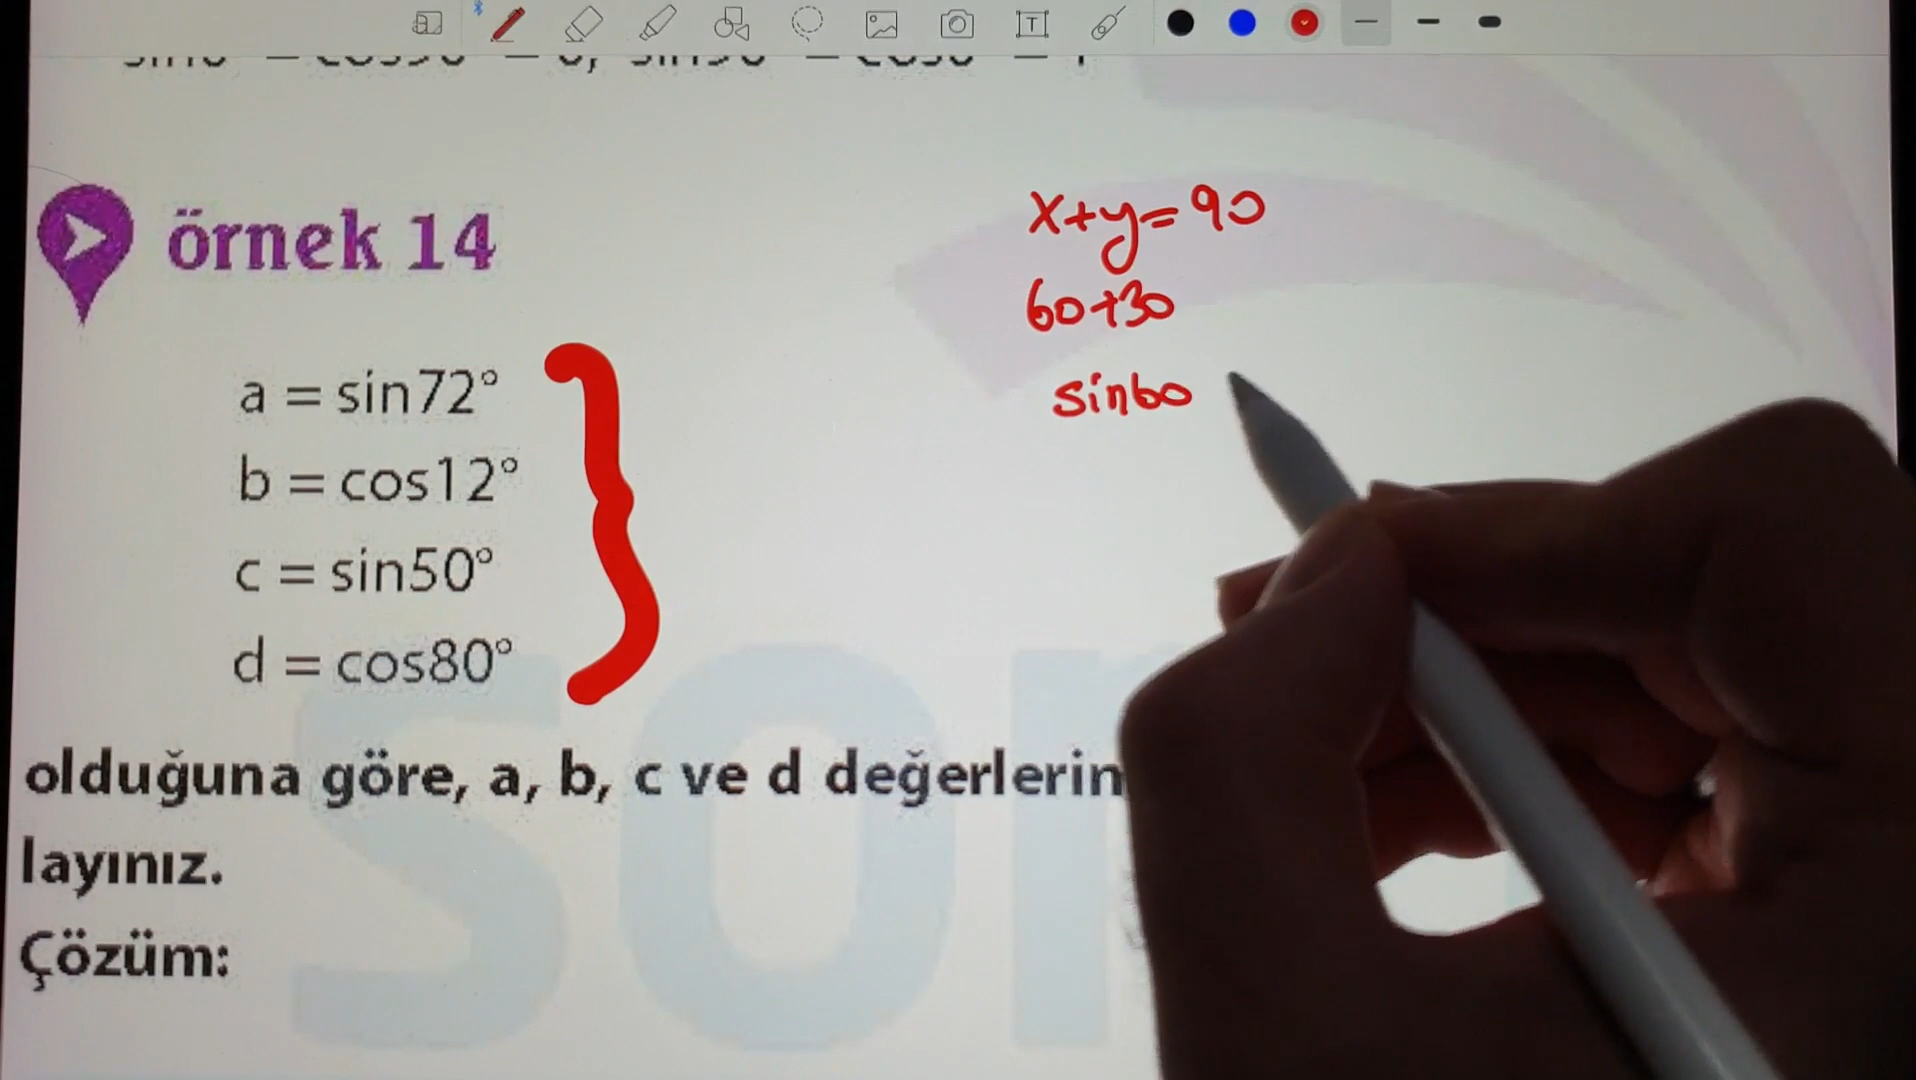 örnek 14
x+y=90
60+30
sin60
a = sin72°
b = cos12°
c = sin50°
d = cos80°
olduğuna göre, a, b, c ve d değerlerin
layınız.
Çözüm: